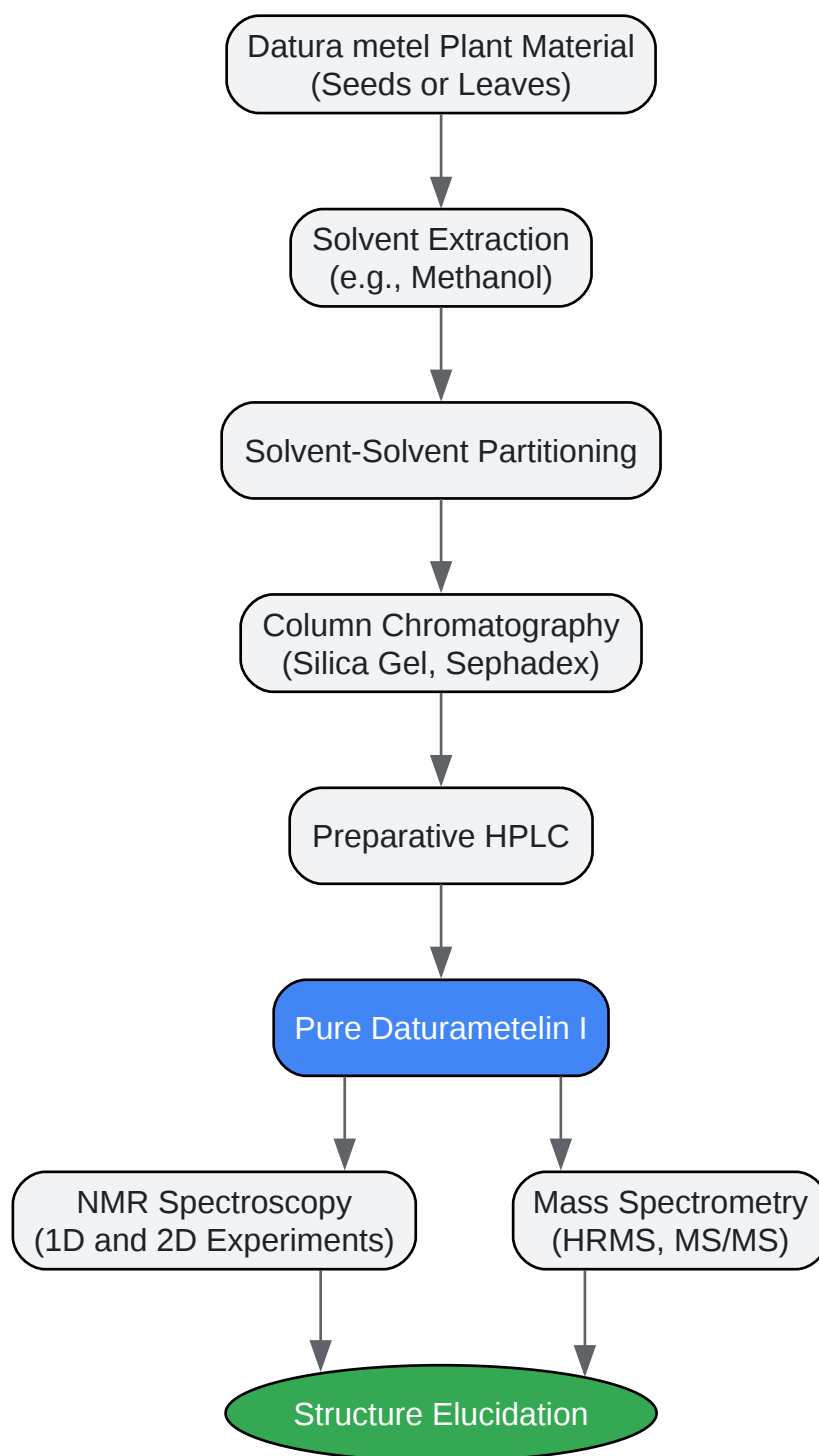 Datura metel Plant Material
(Seeds or Leaves)
Solvent Extraction
(e.g., Methanol)
Solvent-Solvent Partitioning
Column Chromatography
(Silica Gel, Sephadex)
Preparative HPLC
Pure Daturametelin I
NMR Spectroscopy
(1D and 2D Experiments)
Mass Spectrometry
(HRMS, MS/MS)
Structure Elucidation